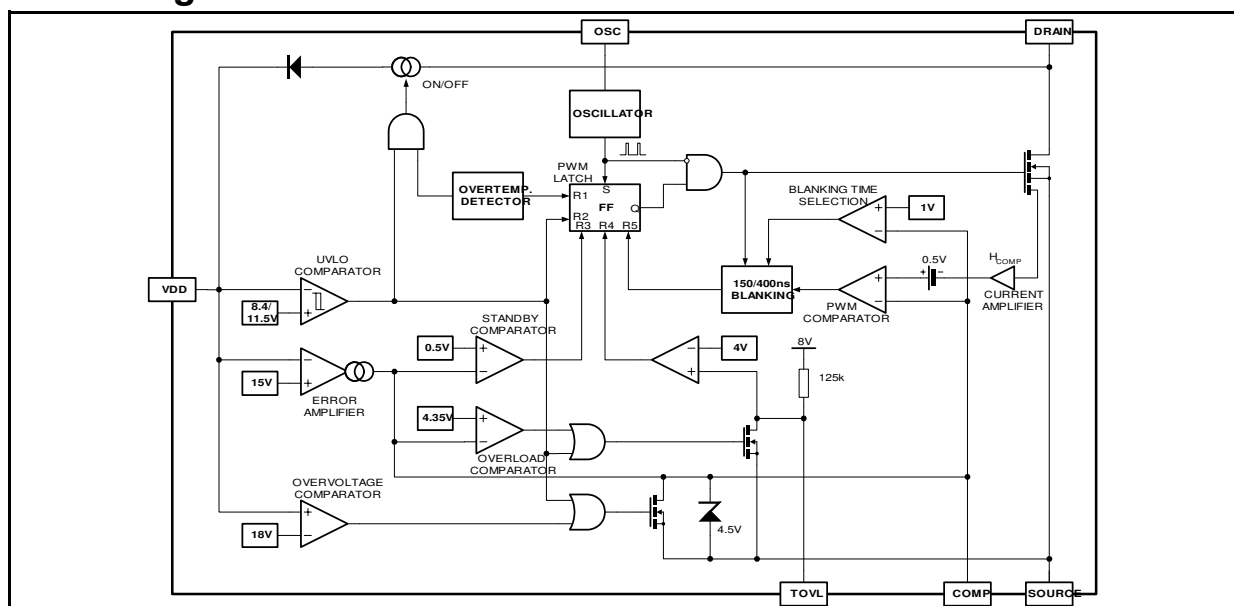 g
OSC
DRAIN
ON/OFF
OSCILLATOR
PWM
LATCH
OVERTEMP.
DETECTOR
S
R1
FF
Q
R2
R3 R4 R5
BLANKING TIME
SELECTION
+
1V
−
UVLO
COMPARATOR
VDD
−
8.4/
11.5V
+
150/400ns
BLANKING
0.5V
+ −
HCOMP
CURRENT
AMPLIFIER
+
−
PWM
COMPARATOR
STANDBY
COMPARATOR
0.5V
+
−
−
15V
+
ERROR
AMPLIFIER
−
4V
+
8V
125k
4.35V
+
−
OVERLOAD
COMPARATOR
OVERVOLTAGE
COMPARATOR
+
18V
−
4.5V
TOVL
COMP
SOURCE